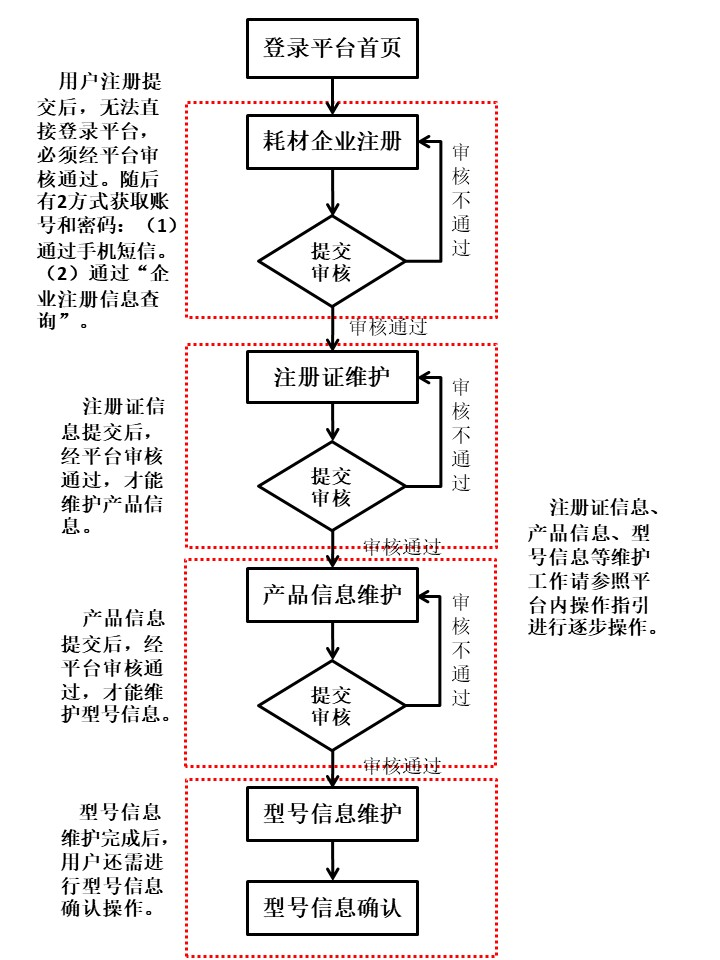 登录平台首页
用户注册提
交后，无法直
接登录平台，
必须经平台审
核通过。随后
有2方式获取账
号和密码：（1）
通过手机短信。
（2）通过“企
业注册信息查
询”。
耗材企业注册
提交
审核
审
核
不
通
过
审核通过
注册证信
息提交后，
经平台审核
通过，才能
维护产品信
息。
注册证维护
提交
审核
审
核
不
通
过
审核通过
注册证信息、
产品信息、型
号信息等维护
工作请参照平
台内操作指引
进行逐步操作。
产品信息
提交后，经
平台审核通
过，才能维
护型号信息。
产品信息维护
提交
审核
审
核
不
通
过
审核通过
型号信息
维护完成后，
用户还需进
行型号信息
确认操作。
型号信息维护
型号信息确认